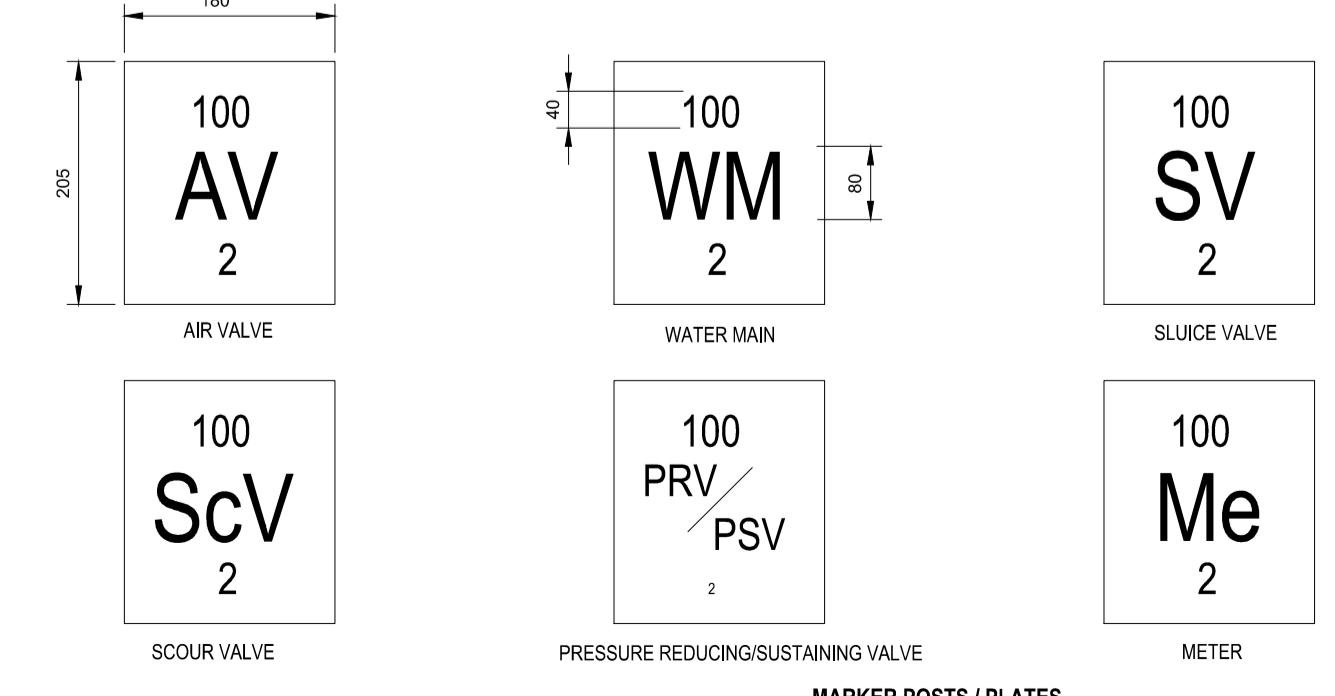 180
205
100
AV
2
AIR VALVE
40
100
WM
80
2
WATER MAIN
100
SV
2
SLUICE VALVE
100
ScV
2
SCOUR VALVE
100
PRV/
PSV
2
PRESSURE REDUCING/SUSTAINING VALVE
100
Me
2
METER
MARKER POSTS / PLATES